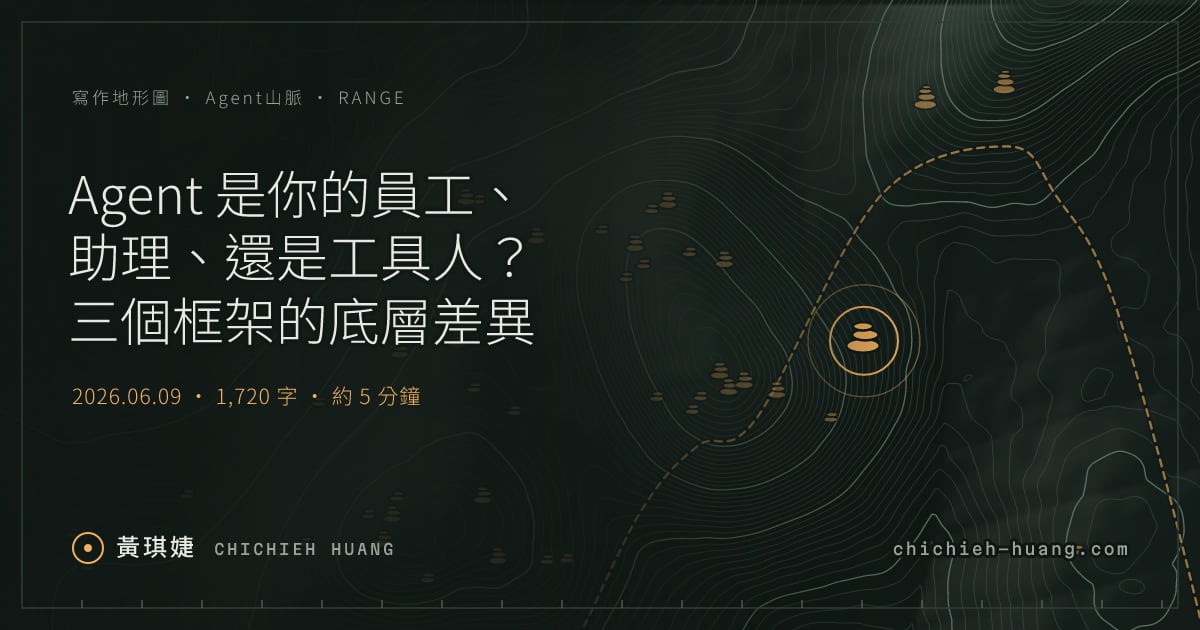 寫作地形圖 · Agent山脈 · RANGE
Agent 是你的員工、
助理、還是工具人？
三個框架的底層差異
2026.06.09 · 1,720 字 · 約 5 分鐘
黃琪婕 CHICHIEH HUANG
chichieh-huang.com